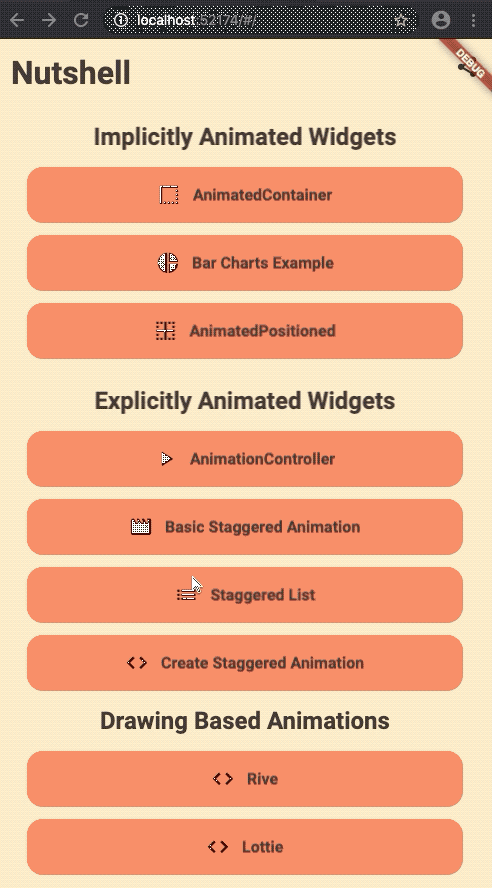 localhost:52174/#/
DEBUG
Nutshell
Implicitly Animated Widgets
AnimatedContainer
Bar Charts Example
AnimatedPositioned
Explicitly Animated Widgets
AnimationController
Basic Staggered Animation
Staggered List
Create Staggered Animation
Drawing Based Animations
Rive
Lottie